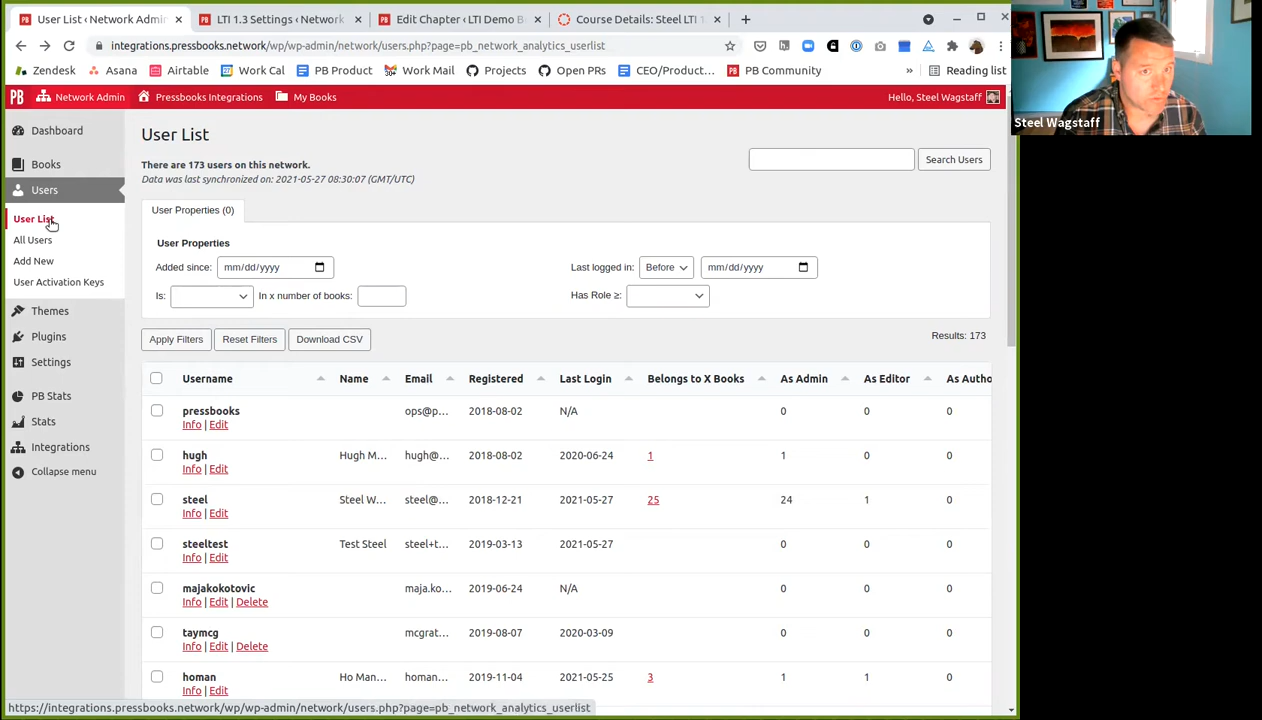 User List ‹ Network Admin
LTI 1.3 Settings ‹ Network
Edit Chapter ‹ LTI Demo B
Course Details: Steel LTI 1
integrations.pressbooks.network/wp/wp-admin/network/users.php?page=pb_network_analytics_userlist
Zendesk
Asana
Airtable
Work Cal
PB Product
Work Mail
Projects
Open PRs
CEO/Product...
PB Community
»
Reading list
Steel Wagstaff
PB
Network Admin
Pressbooks Integrations
My Books
Hello, Steel Wagstaff
Dashboard
Books
Users
User List
All Users
Add New
User Activation Keys
Themes
Plugins
Settings
PB Stats
Stats
Integrations
Collapse menu
User List
There are 173 users on this network.
Data was last synchronized on: 2021-05-27 08:30:07 (GMT/UTC)
Search Users
User Properties (0)
User Properties
Added since: mm/dd/yyyy
Last logged in: Before mm/dd/yyyy
Is: In x number of books:
Has Role ≥:
Apply Filters
Reset Filters
Download CSV
Results: 173
Username Name Email Registered Last Login Belongs to X Books As Admin As Editor As Autho
pressbooks ops@p... 2018-08-02 N/A 0 0 0
Info | Edit
hugh Hugh M... hugh@... 2018-08-02 2020-06-24 1 1 0 0
Info | Edit
steel Steel W... steel@... 2018-12-21 2021-05-27 25 24 1 0
Info | Edit
steeltest Test Steel steel+t... 2019-03-13 2021-05-27 0 0 0
Info | Edit
majakokotovic maja.ko... 2019-06-24 N/A 0 0 0
Info | Edit | Delete
taymcg mcgrat... 2019-08-07 2020-03-09 0 0 0
Info | Edit | Delete
homan Ho Man... homan... 2019-11-04 2021-05-25 3 1 1 0
Info | Edit
https://integrations.pressbooks.network/wp/wp-admin/network/users.php?page=pb_network_analytics_userlist